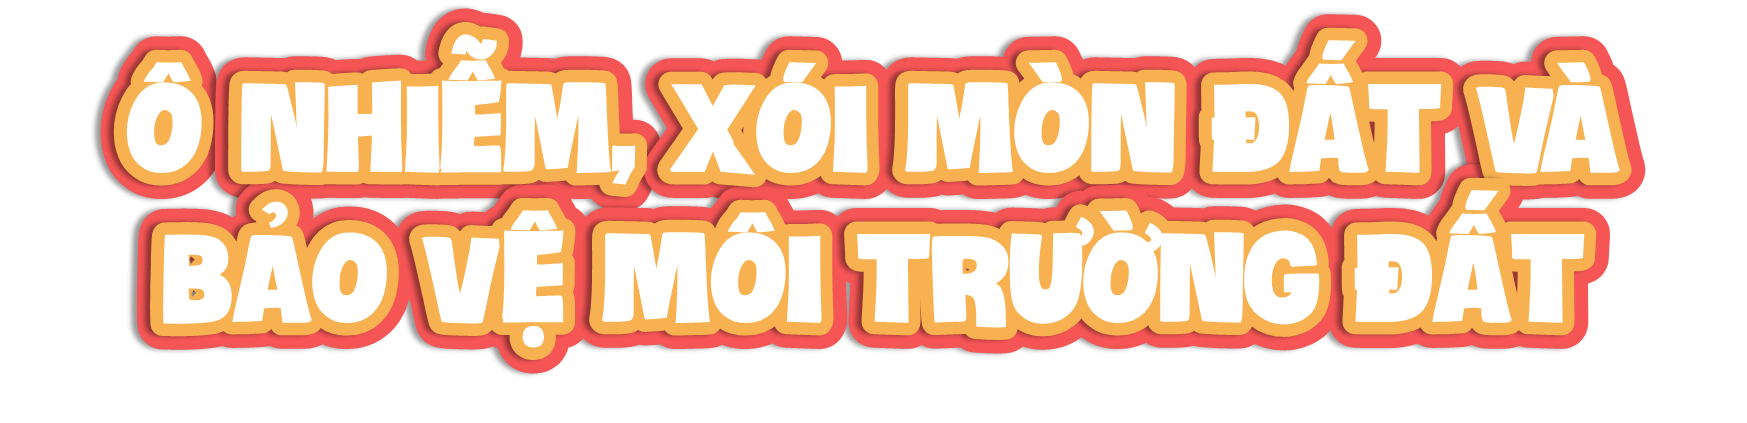 Ô NHIỄM, XÓI MÒN ĐẤT VÀ
BẢO VỆ MÔI TRƯỜNG ĐẤT